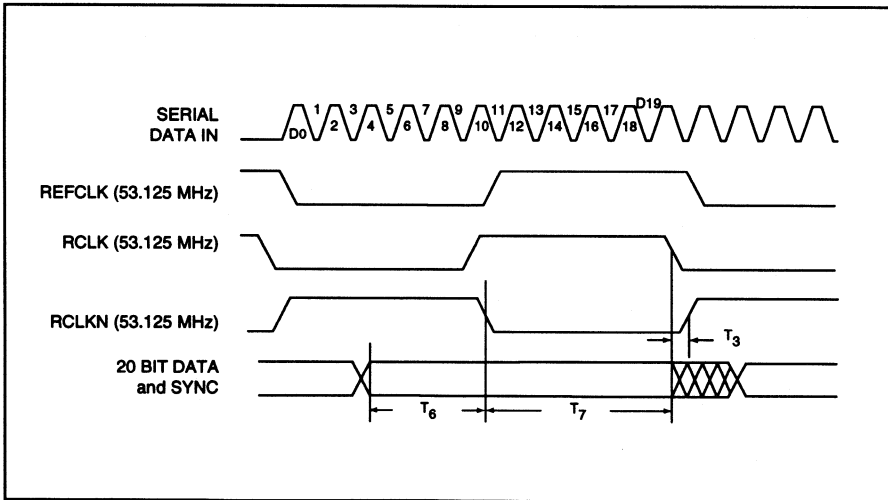 SERIAL
DATA IN
D0 1 2 3 4 5 6 7 8 9 10 11 12 13 14 15 16 17 18 D19
REFCLK (53.125 MHz)
RCLK (53.125 MHz)
RCLKN (53.125 MHz)
T3
20 BIT DATA
and SYNC
T6
T7